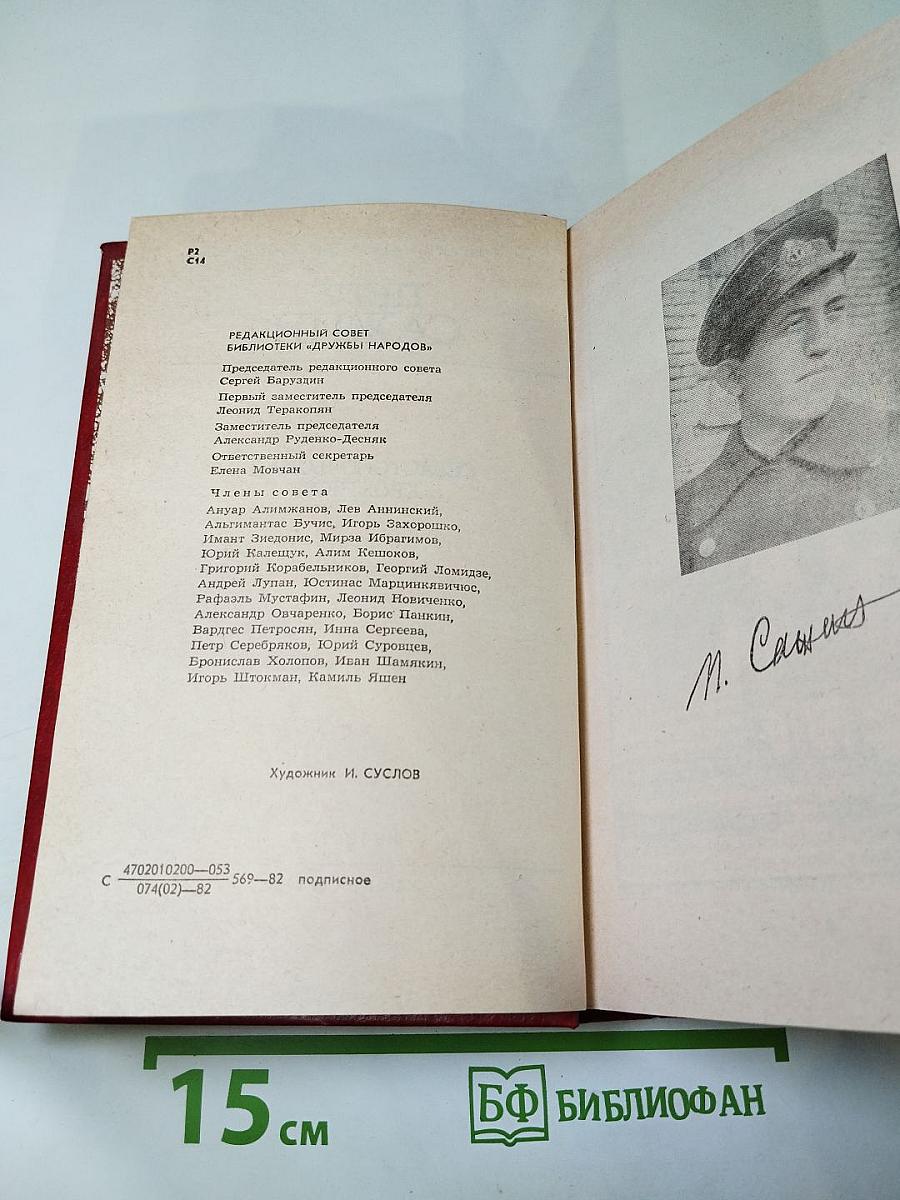 Р2
С14
РЕДАКЦИОННЫЙ СОВЕТ
БИБЛИОТЕКИ «ДРУЖБЫ НАРОДОВ»
Председатель редакционного совета
Сергей Баруздин
Первый заместитель председателя
Леонид Теракопян
Заместитель председателя
Александр Руденко-Десняк
Ответственный секретарь
Елена Мовчан
Члены совета
Ануар Алимжанов, Лев Аннинский,
Альгимантас Бучис, Игорь Захорошко,
Имант Зиедонис, Мирза Ибрагимов,
Юрий Калещук, Алим Кешоков,
Григорий Корабельников, Георгий Ломидзе,
Андрей Лупан, Юстинас Марцинкявичюс,
Рафаэль Мустафин, Леонид Новиченко,
Александр Овчаренко, Борис Панкин,
Вардгес Петросян, Инна Сергеева,
Петр Серебряков, Юрий Суровцев,
Бронислав Холопов, Иван Шамякин,
Игорь Штокман, Камиль Яшен
Художник И. СУСЛОВ
С 4702010200—053
074(02)—82 569—82 подписное
15 см
БФ БИБЛИОФАН